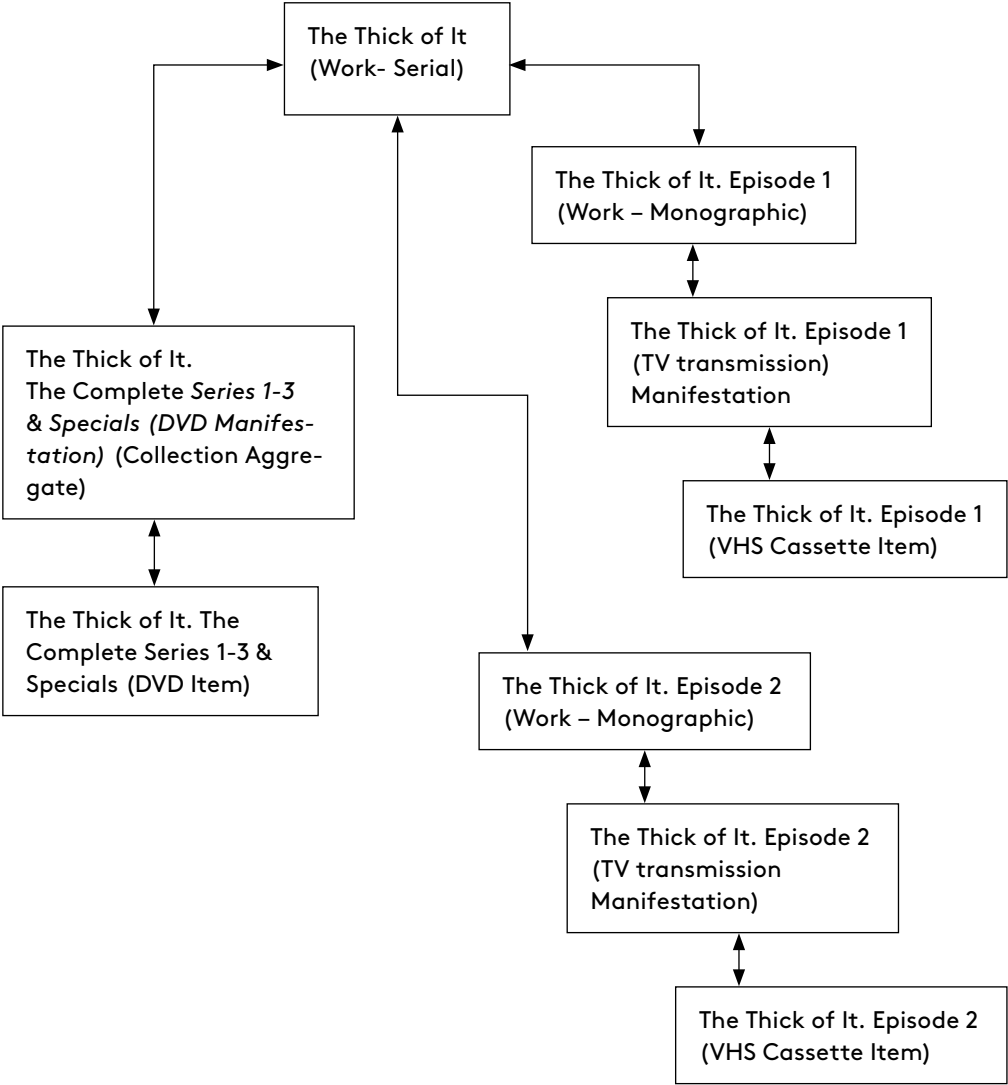 The Thick of It
(Work- Serial)
The Thick of It. Episode 1
(Work – Monographic)
The Thick of It. Episode 1
(TV transmission)
Manifestation
The Thick of It. Episode 1
(VHS Cassette Item)
The Thick of It.
The Complete Series 1-3
& Specials (DVD Manifes-
tation) (Collection Aggre-
gate)
The Thick of It. The
Complete Series 1-3 &
Specials (DVD Item)
The Thick of It. Episode 2
(Work – Monographic)
The Thick of It. Episode 2
(TV transmission
Manifestation)
The Thick of It. Episode 2
(VHS Cassette Item)